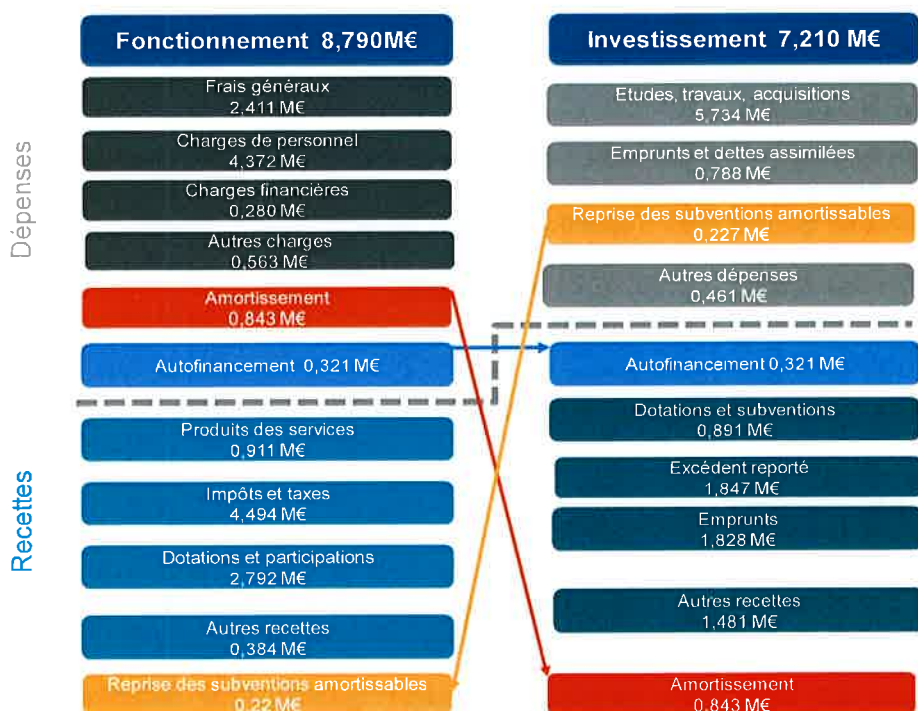 Fonctionnement 8,790M€
Dépenses
Frais généraux
2,411 M€
Charges de personnel
4,372 M€
Charges financières
0,280 M€
Autres charges
0,563 M€
Amortissement
0,843 M€
Autofinancement 0,321 M€
Recettes
Produits des services
0,911 M€
Impôts et taxes
4,494 M€
Dotations et participations
2,792 M€
Autres recettes
0,384 M€
Reprise des subventions amortissables
0,22 M€
Investissement 7,210 M€
Etudes, travaux, acquisitions
5,734 M€
Emprunts et dettes assimilées
0,788 M€
Reprise des subventions amortissables
0,227 M€
Autres dépenses
0,461 M€
Autofinancement 0,321 M€
Dotations et subventions
0,891 M€
Excédent reporté
1,847 M€
Emprunts
1,828 M€
Autres recettes
1,481 M€
Amortissement
0,843 M€